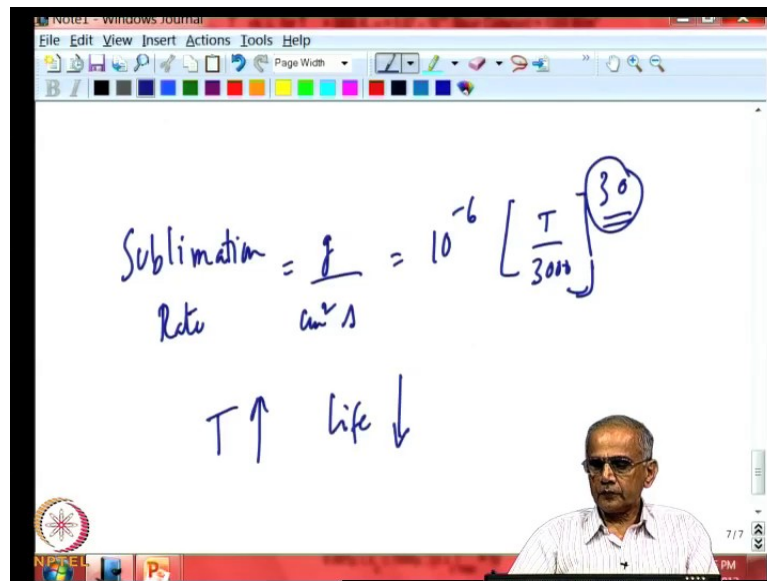 Note1 - Windows Journal
File Edit View Insert Actions Tools Help
Page Width
B I
Sublimation = g / cm² s = 10⁻⁶ [T / 3000]³⁰
Rate
T↑ Life ↓
7/7
NPTEL
PM